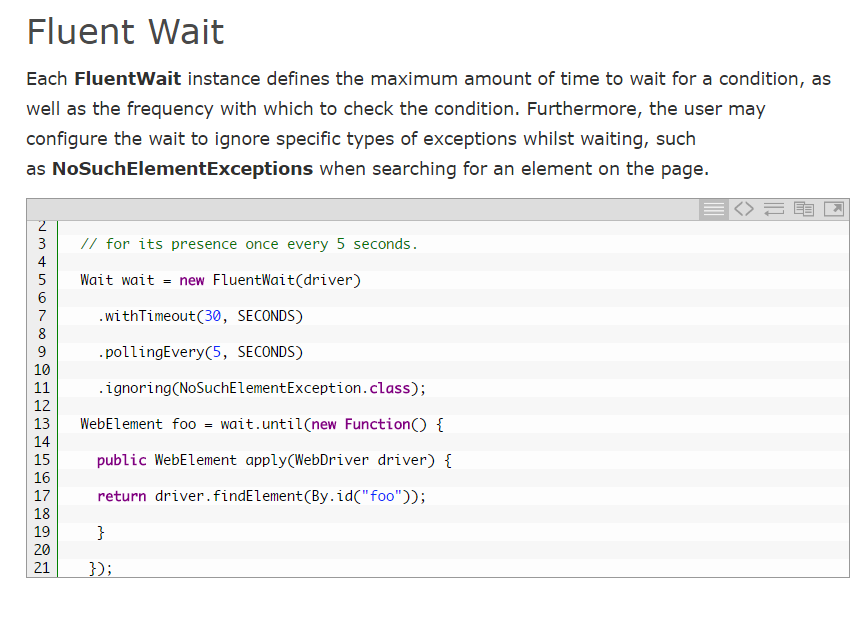 Fluent Wait
Each FluentWait instance defines the maximum amount of time to wait for a condition, as
well as the frequency with which to check the condition. Furthermore, the user may
configure the wait to ignore specific types of exceptions whilst waiting, such
as NoSuchElementExceptions when searching for an element on the page.
2
3 // for its presence once every 5 seconds.
4
5 Wait wait = new FluentWait(driver)
6
7 .withTimeout(30, SECONDS)
8
9 .pollingEvery(5, SECONDS)
10
11 .ignoring(NoSuchElementException.class);
12
13 WebElement foo = wait.until(new Function() {
14
15 public WebElement apply(WebDriver driver) {
16
17 return driver.findElement(By.id("foo"));
18
19 }
20
21 });